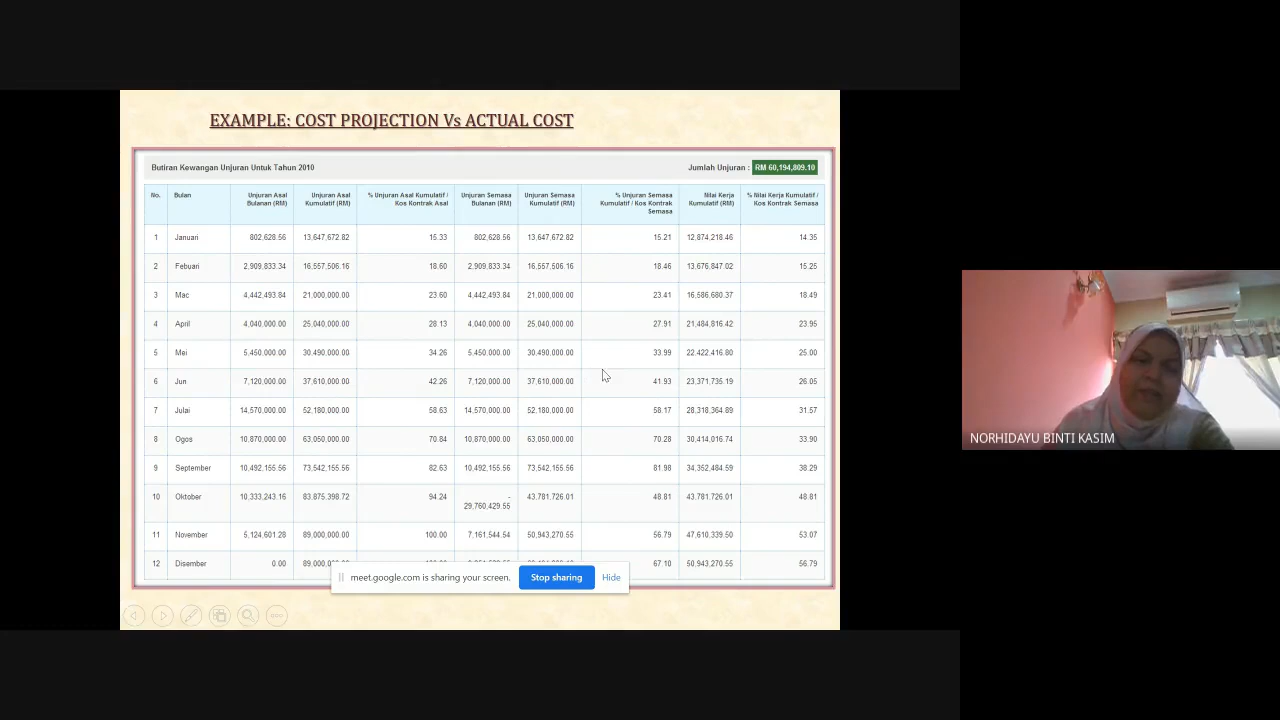 EXAMPLE: COST PROJECTION Vs ACTUAL COST
Butiran Kewangan Unjuran Untuk Tahun 2010 Jumlah Unjuran : RM 60,194,809.10
No. Bulan Unjuran Asal Bulanan (RM) Unjuran Asal Kumulatif (RM) % Unjuran Asal Kumulatif / Kos Kontrak Asal Unjuran Semasa Bulanan (RM) Unjuran Semasa Kumulatif (RM) % Unjuran Semasa Kumulatif / Kos Kontrak Semasa Nilai Kerja Kumulatif (RM) % Nilai Kerja Kumulatif / Kos Kontrak Semasa
1 Januari 802,628.56 13,647,672.82 15.33 802,628.56 13,647,672.82 15.21 12,874,218.46 14.35
2 Febuari 2,909,833.34 16,557,506.16 18.60 2,909,833.34 16,557,506.16 18.46 13,676,847.02 15.25
3 Mac 4,442,493.84 21,000,000.00 23.60 4,442,493.84 21,000,000.00 23.41 16,586,680.37 18.49
4 April 4,040,000.00 25,040,000.00 28.13 4,040,000.00 25,040,000.00 27.91 21,484,816.42 23.95
5 Mei 5,450,000.00 30,490,000.00 34.26 5,450,000.00 30,490,000.00 33.99 22,422,416.80 25.00
6 Jun 7,120,000.00 37,610,000.00 42.26 7,120,000.00 37,610,000.00 41.93 23,371,735.19 26.05
7 Julai 14,570,000.00 52,180,000.00 58.63 14,570,000.00 52,180,000.00 58.17 28,318,364.89 31.57
8 Ogos 10,870,000.00 63,050,000.00 70.84 10,870,000.00 63,050,000.00 70.28 30,414,016.74 33.90
9 September 10,492,155.56 73,542,155.56 82.63 10,492,155.56 73,542,155.56 81.98 34,352,484.59 38.29
10 Oktober 10,333,243.16 83,875,398.72 94.24 -29,760,429.55 43,781,726.01 48.81 43,781,726.01 48.81
11 November 5,124,601.28 89,000,000.00 100.00 7,161,544.54 50,943,270.55 56.79 47,610,339.50 53.07
12 Disember 0.00 67.10 50,943,270.55 56.79
meet.google.com is sharing your screen. Stop sharing Hide
NORHIDAYU BINTI KASIM